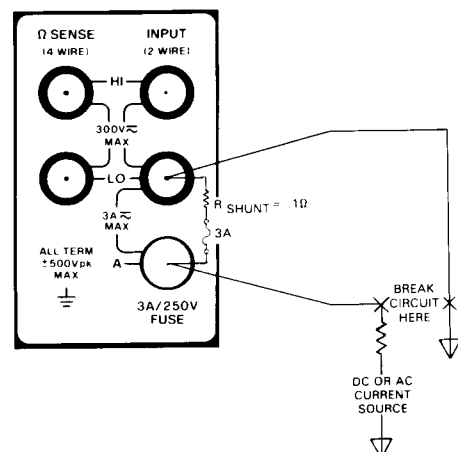 Ω SENSE
(4 WIRE)
INPUT
(2 WIRE)
HI
300V⎓~
MAX
LO
3A⎓~
MAX
R SHUNT = .1Ω
3A
ALL TERM
±500Vpk
MAX
A
3A/250V
FUSE
BREAK
CIRCUIT
HERE
DC OR AC
CURRENT
SOURCE